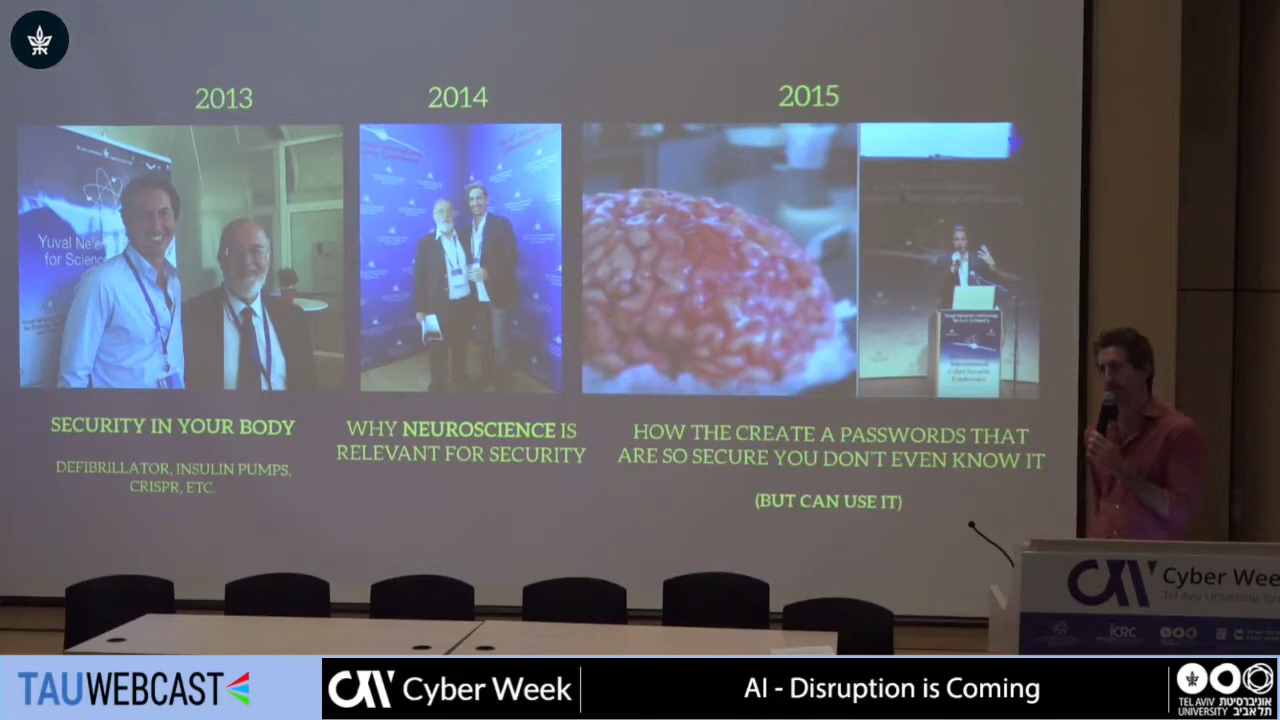 2013
2014
2015
Yuval Ne'e
for Science
SECURITY IN YOUR BODY
DEFIBRILLATOR, INSULIN PUMPS,
CRISPR, ETC.
WHY NEUROSCIENCE IS
RELEVANT FOR SECURITY
HOW THE CREATE A PASSWORDS THAT
ARE SO SECURE YOU DON'T EVEN KNOW IT
(BUT CAN USE IT)
Cyber Wee
Tel Aviv University, Isr
ICRC
TAUWEBCAST
Cyber Week
AI - Disruption is Coming
TEL AVIV אוניברסיטת
UNIVERSITY תל אביב